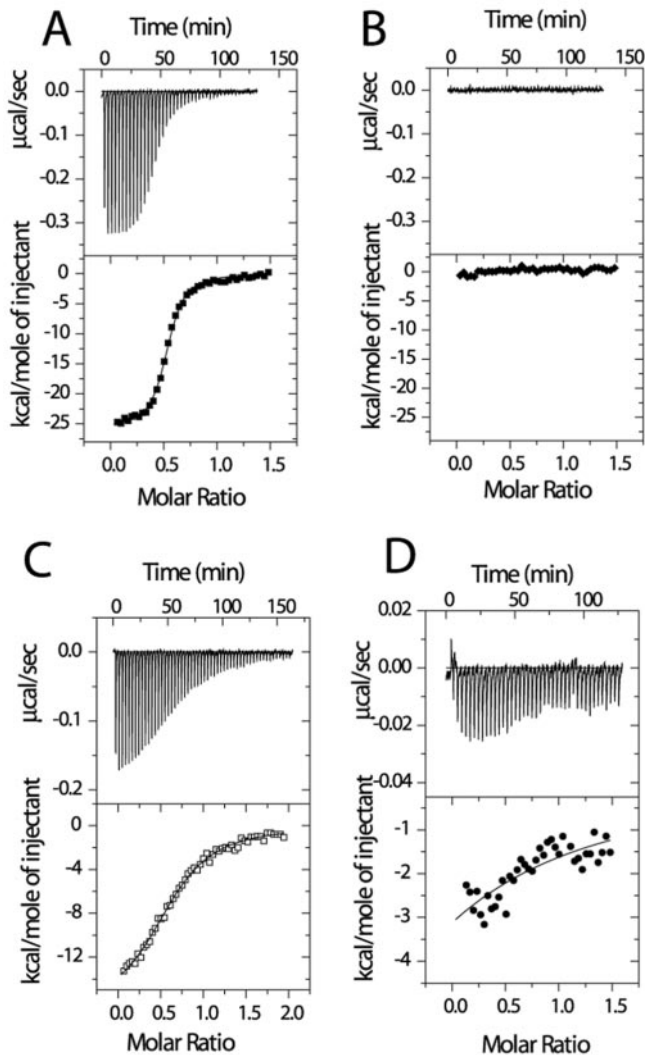 A
Time (min)
0 50 100 150
0.0
-0.1
-0.2
-0.3
µcal/sec
0
-5
-10
-15
-20
-25
kcal/mole of injectant
0.0 0.5 1.0 1.5
Molar Ratio
B
Time (min)
0 50 100 150
0.0
-0.1
-0.2
-0.3
µcal/sec
0
-5
-10
-15
-20
-25
kcal/mole of injectant
0.0 0.5 1.0 1.5
Molar Ratio
C
Time (min)
0 50 100 150
0.0
-0.1
-0.2
µcal/sec
0
-4
-8
-12
kcal/mole of injectant
0.0 0.5 1.0 1.5 2.0
Molar Ratio
D
Time (min)
0 50 100
0.02
0.00
-0.02
-0.04
µcal/sec
-1
-2
-3
-4
kcal/mole of injectant
0.0 0.5 1.0 1.5
Molar Ratio